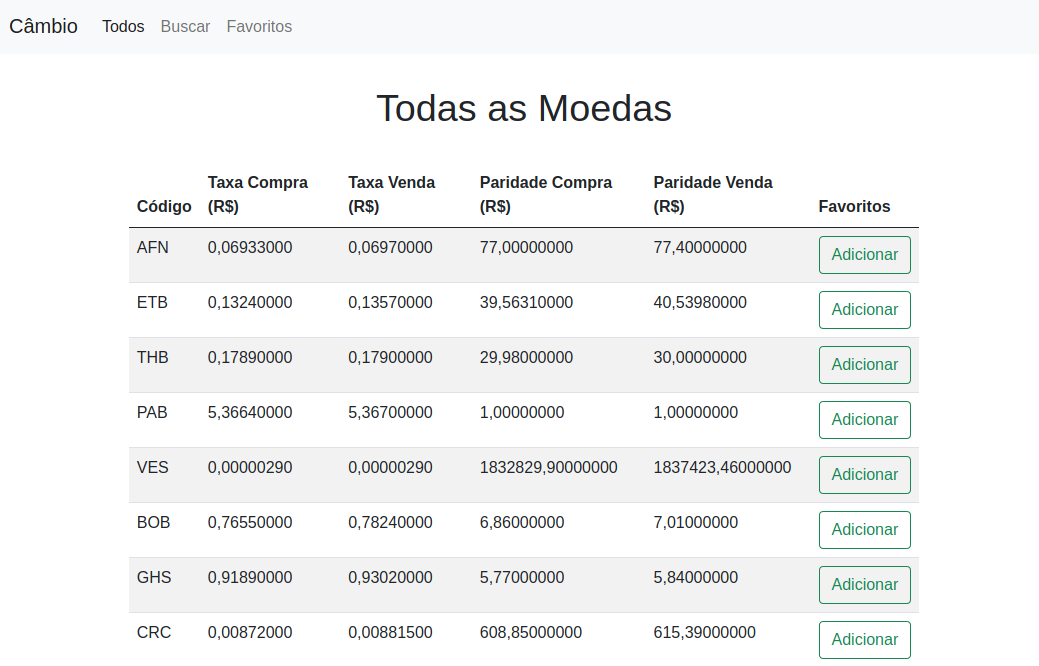 Câmbio Todos Buscar Favoritos
Todas as Moedas
Código Taxa Compra (R$) Taxa Venda (R$) Paridade Compra (R$) Paridade Venda (R$) Favoritos
AFN 0,06933000 0,06970000 77,00000000 77,40000000 Adicionar
ETB 0,13240000 0,13570000 39,56310000 40,53980000 Adicionar
THB 0,17890000 0,17900000 29,98000000 30,00000000 Adicionar
PAB 5,36640000 5,36700000 1,00000000 1,00000000 Adicionar
VES 0,00000290 0,00000290 1832829,90000000 1837423,46000000 Adicionar
BOB 0,76550000 0,78240000 6,86000000 7,01000000 Adicionar
GHS 0,91890000 0,93020000 5,77000000 5,84000000 Adicionar
CRC 0,00872000 0,00881500 608,85000000 615,39000000 Adicionar